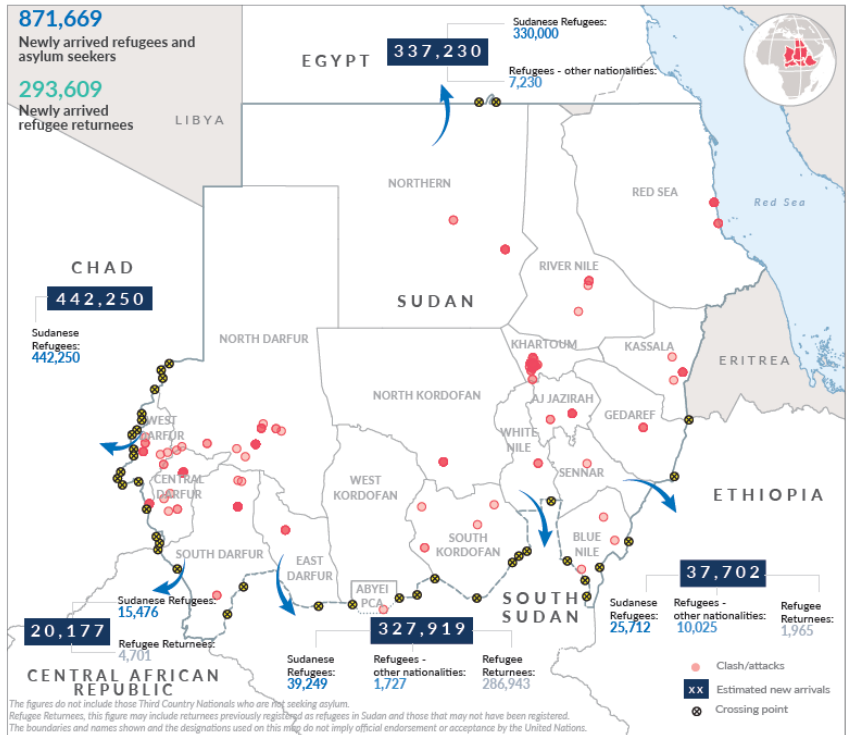 871,669
Newly arrived refugees and
asylum seekers
293,609
Newly arrived
refugee returnees
LIBYA
EGYPT
337,230
Sudanese Refugees:
330,000
Refugees - other nationalities:
7,230
NORTHERN
RED SEA
Red Sea
RIVER NILE
CHAD
442,250
Sudanese
Refugees:
442,250
SUDAN
NORTH DARFUR
KHARTOUM
KASSALA
ERITREA
NORTH KORDOFAN
AJ JAZIRAH
GEDAREF
WEST
DARFUR
WHITE
NILE
SENNAR
CENTRAL
DARFUR
WEST
KORDOFAN
ETHIOPIA
SOUTH
KORDOFAN
BLUE
NILE
SOUTH DARFUR
EAST
DARFUR
ABYEI
PCA
SOUTH
SUDAN
37,702
Sudanese
Refugees:
25,712
Refugees -
other nationalities:
10,025
Refugee
Returnees:
1,965
Sudanese Refugees:
15,476
20,177
Refugee Returnees:
4,701
327,919
Sudanese
Refugees:
39,249
Refugees -
other nationalities:
1,727
Refugee
Returnees:
286,943
CENTRAL AFRICAN
REPUBLIC
Clash/attacks
xx Estimated new arrivals
Crossing point
The figures do not include those Third Country Nationals who are not seeking asylum.
Refugee Returnees, this figure may include returnees previously registered as refugees in Sudan and those that may not have been registered.
The boundaries and names shown and the designations used on this map do not imply official endorsement or acceptance by the United Nations.